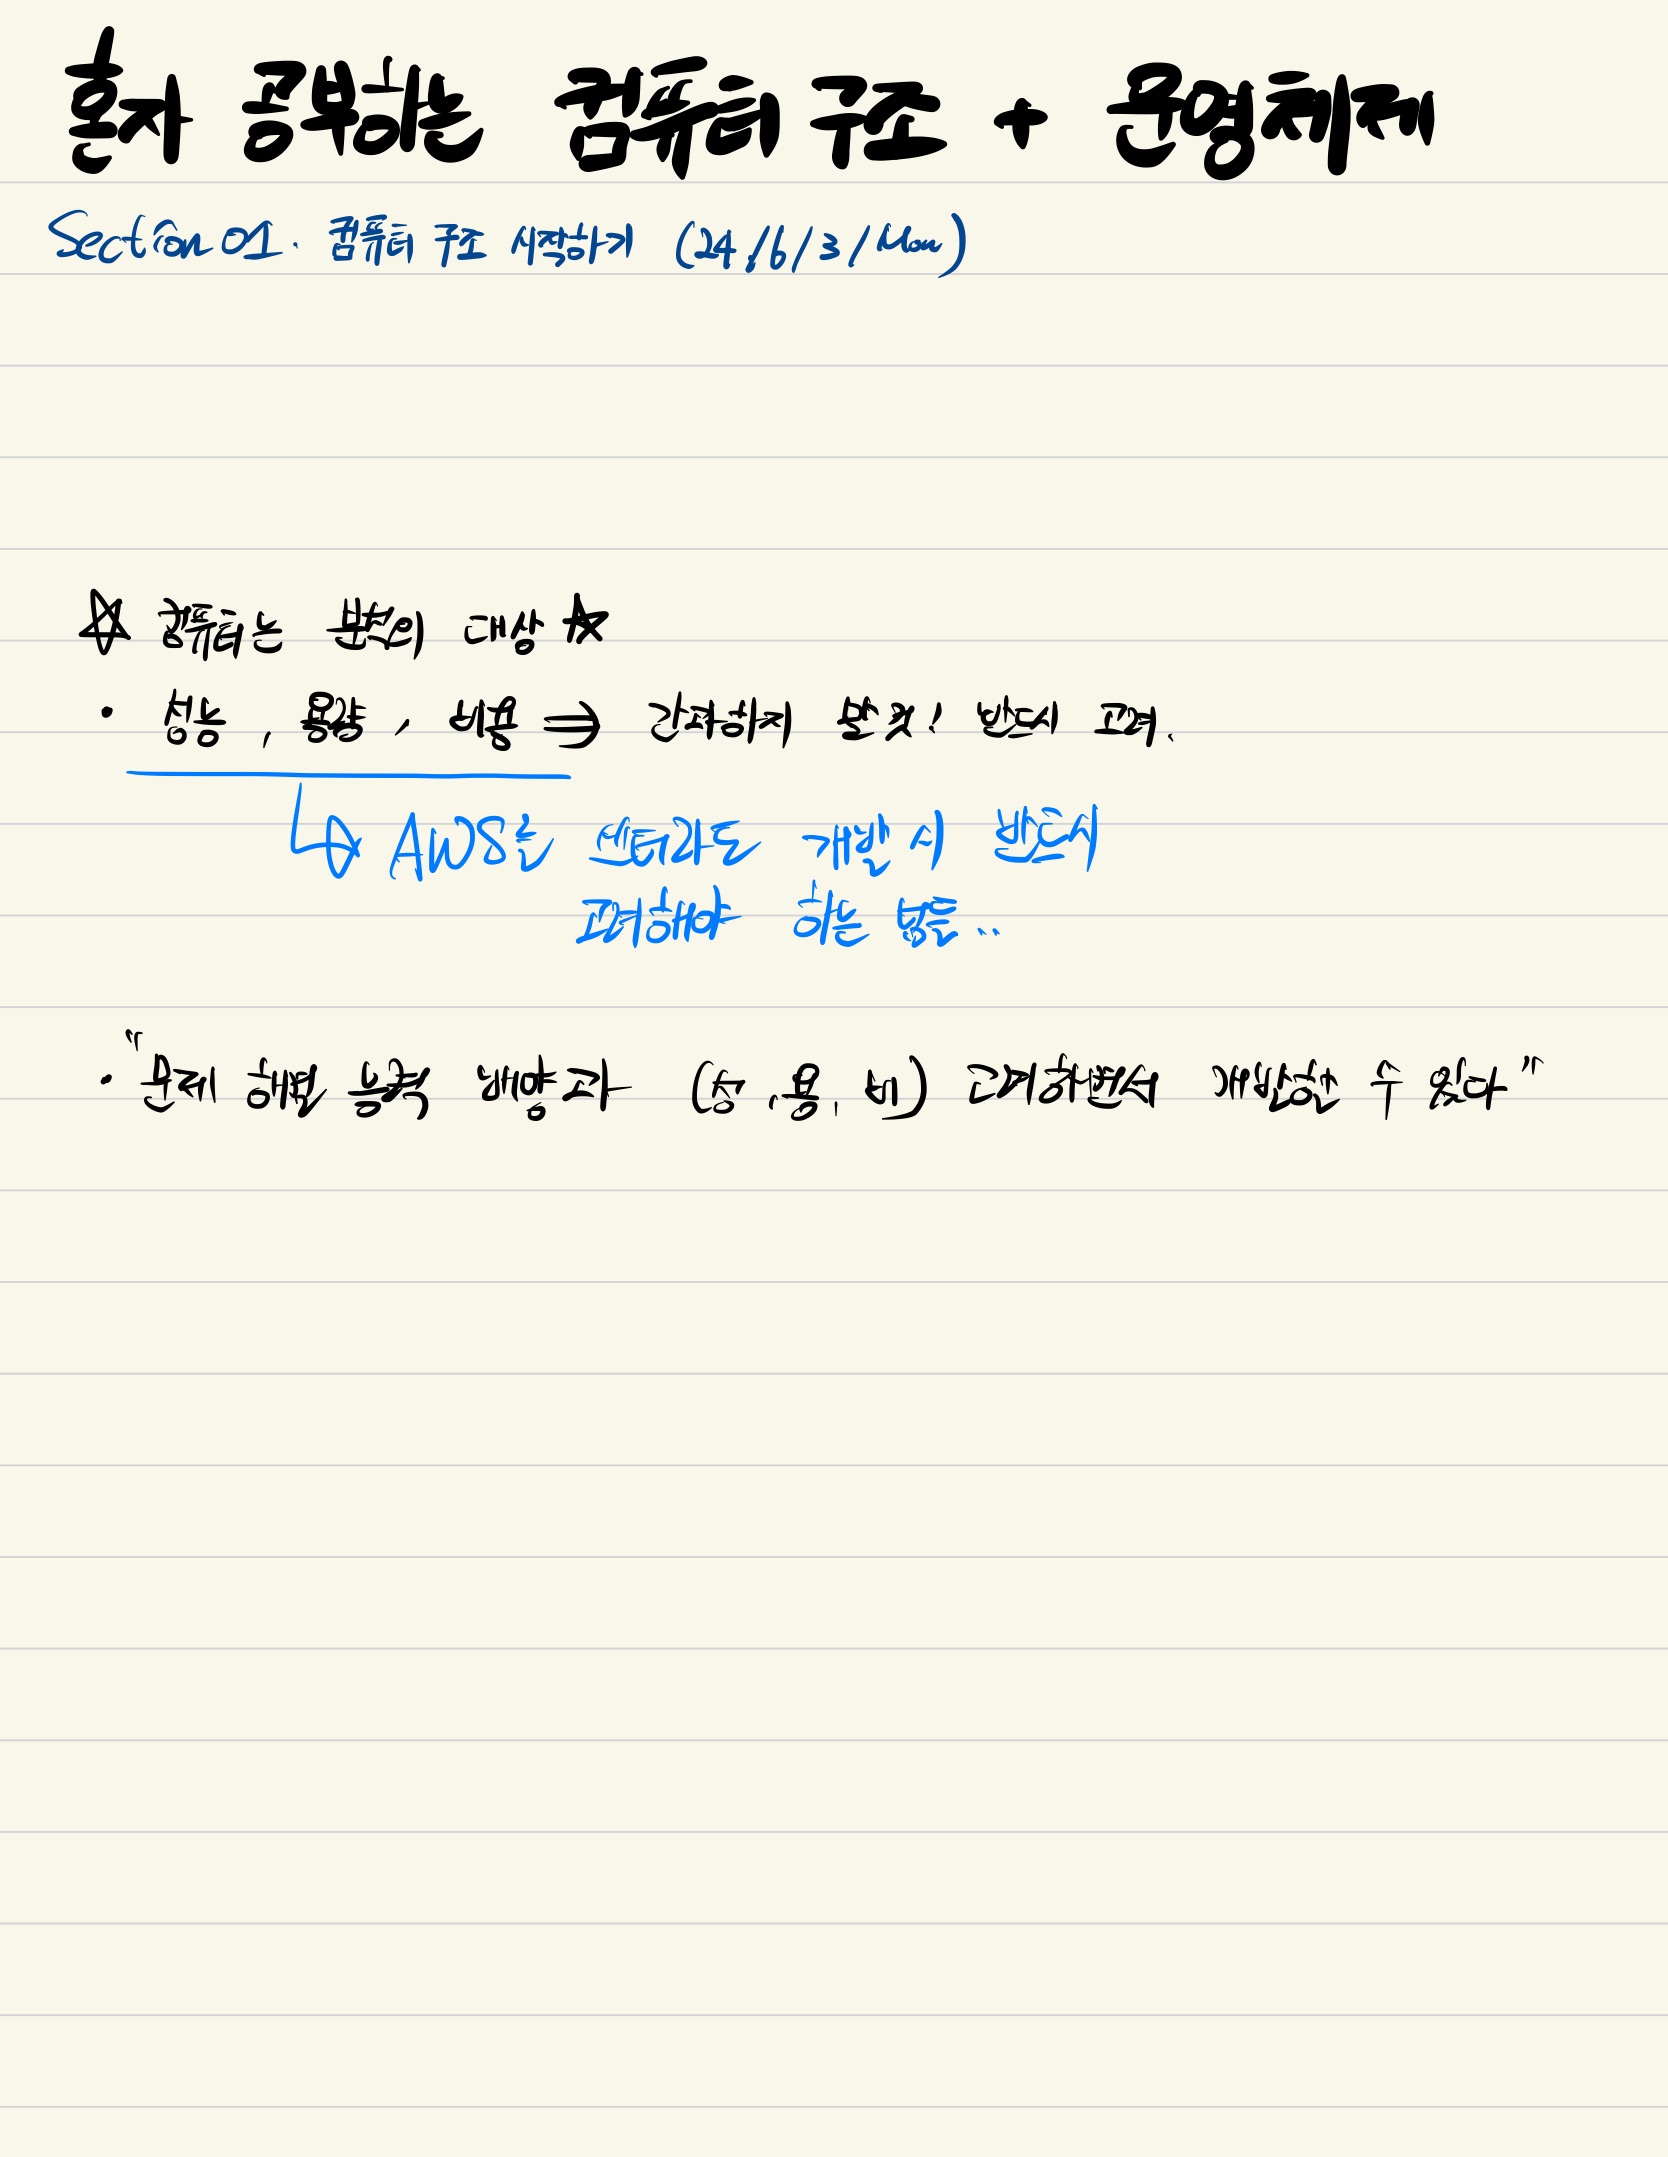 혼자 공부하는 컴퓨터 구조 + 운영체제
Section 01. 컴퓨터 구조 시작하기 (24/6/3/Mon)
☆ 컴퓨터는 분석의 대상 ☆
• 성능, 용량, 비용 ⇒ 간과하지 말 것! 반드시 고려.
↳ AWS를 쓰더라도 개발 시 반드시
고려해야 하는 놈들..
• "문제 해결 능력 배양과 (성, 용, 비) 고려하면서 개발할 수 있다"